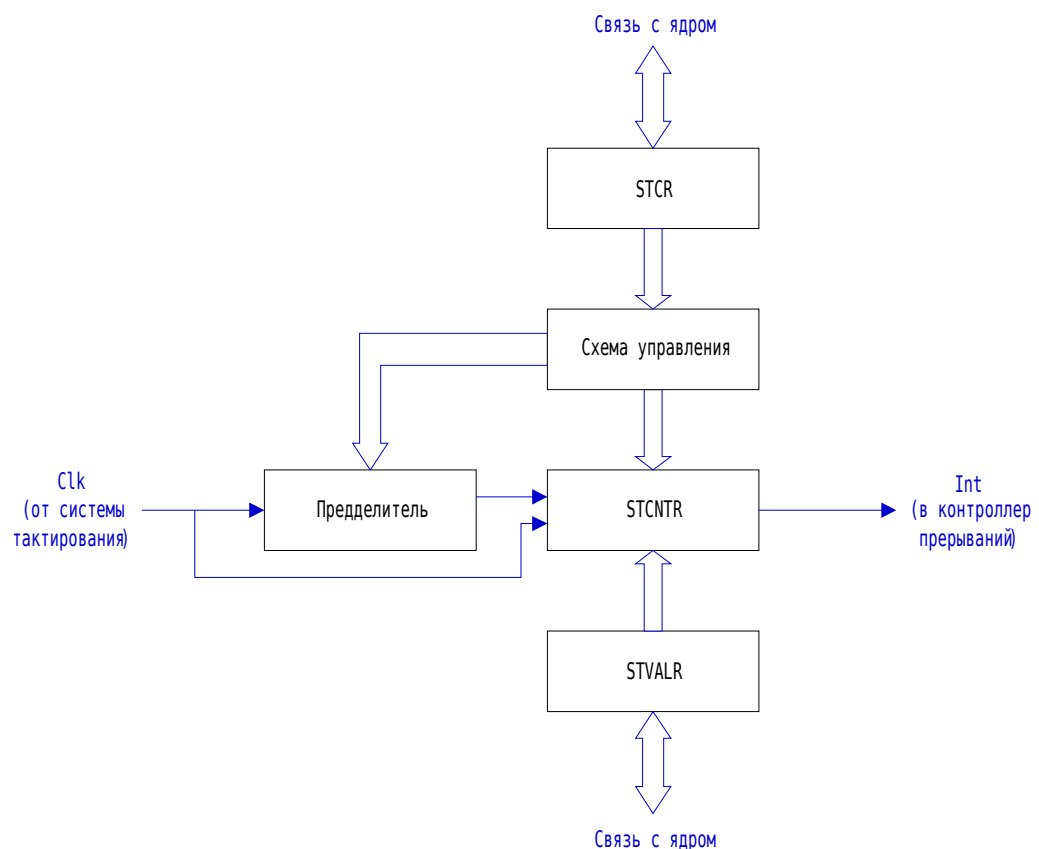 Связь с ядром
STCR
Схема управления
Clk
(от системы
тактирования)
Предделитель
STCNTR
Int
(в контроллер
прерываний)
STVALR
Связь с ядром